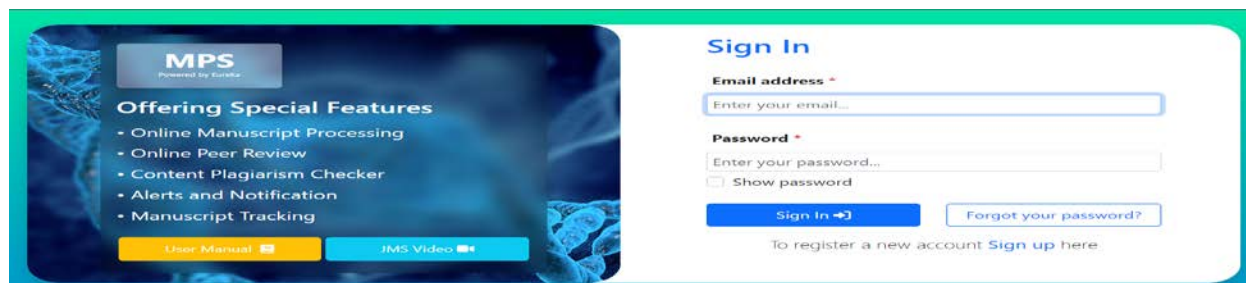 MPS
Powered by Eureka
Offering Special Features
• Online Manuscript Processing
• Online Peer Review
• Content Plagiarism Checker
• Alerts and Notification
• Manuscript Tracking
User Manual
JMS Video
Sign In
Email address *
Enter your email...
Password *
Enter your password...
Show password
Sign In
Forgot your password?
To register a new account Sign up here